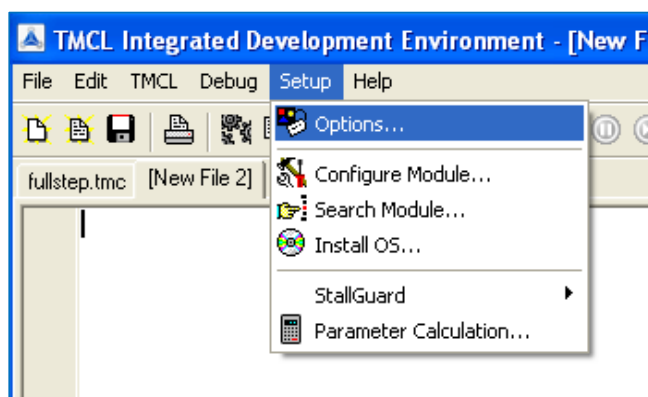 TMCL Integrated Development Environment - [New F
File Edit TMCL Debug Setup Help
Options...
fullstep.tmc [New File 2]
Configure Module...
Search Module...
Install OS...
StallGuard
Parameter Calculation...